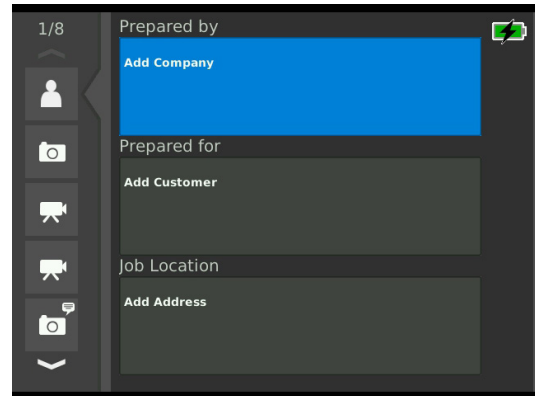 1/8
Prepared by
Add Company
Prepared for
Add Customer
Job Location
Add Address